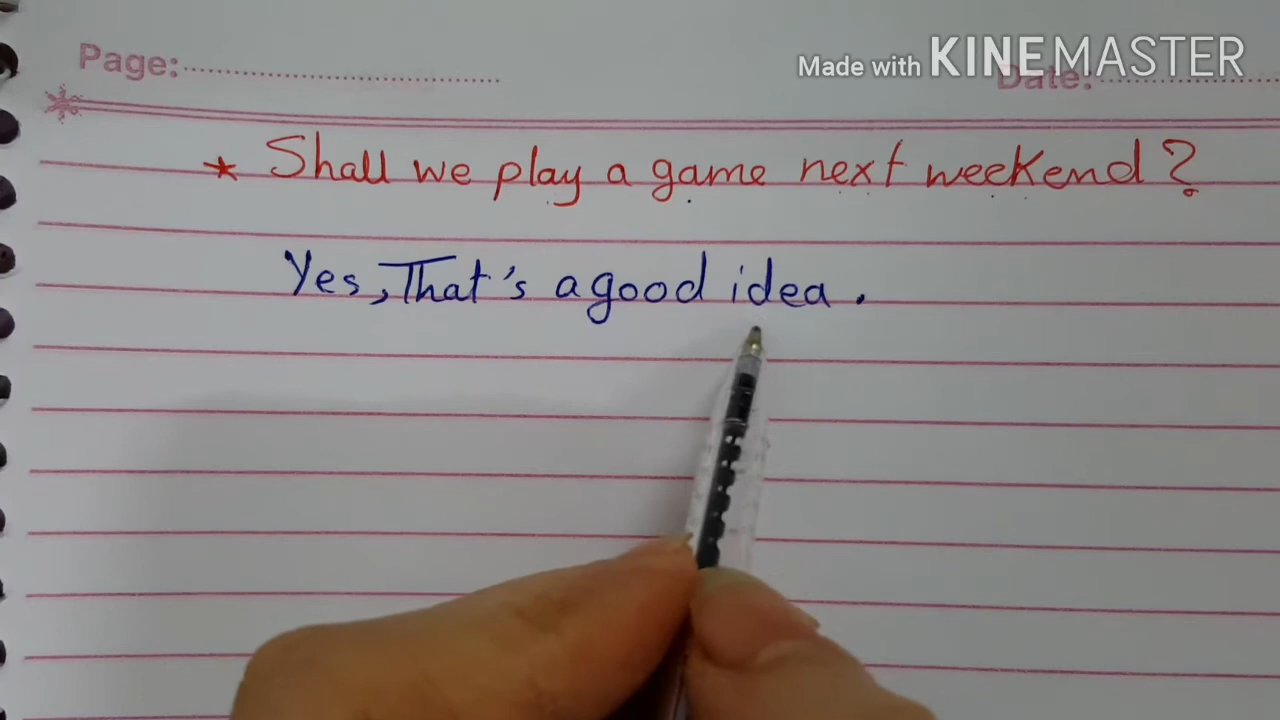 Page:
Made with KINEMASTER
Date:
* Shall we play a game next weekend?
Yes, That's a good idea.